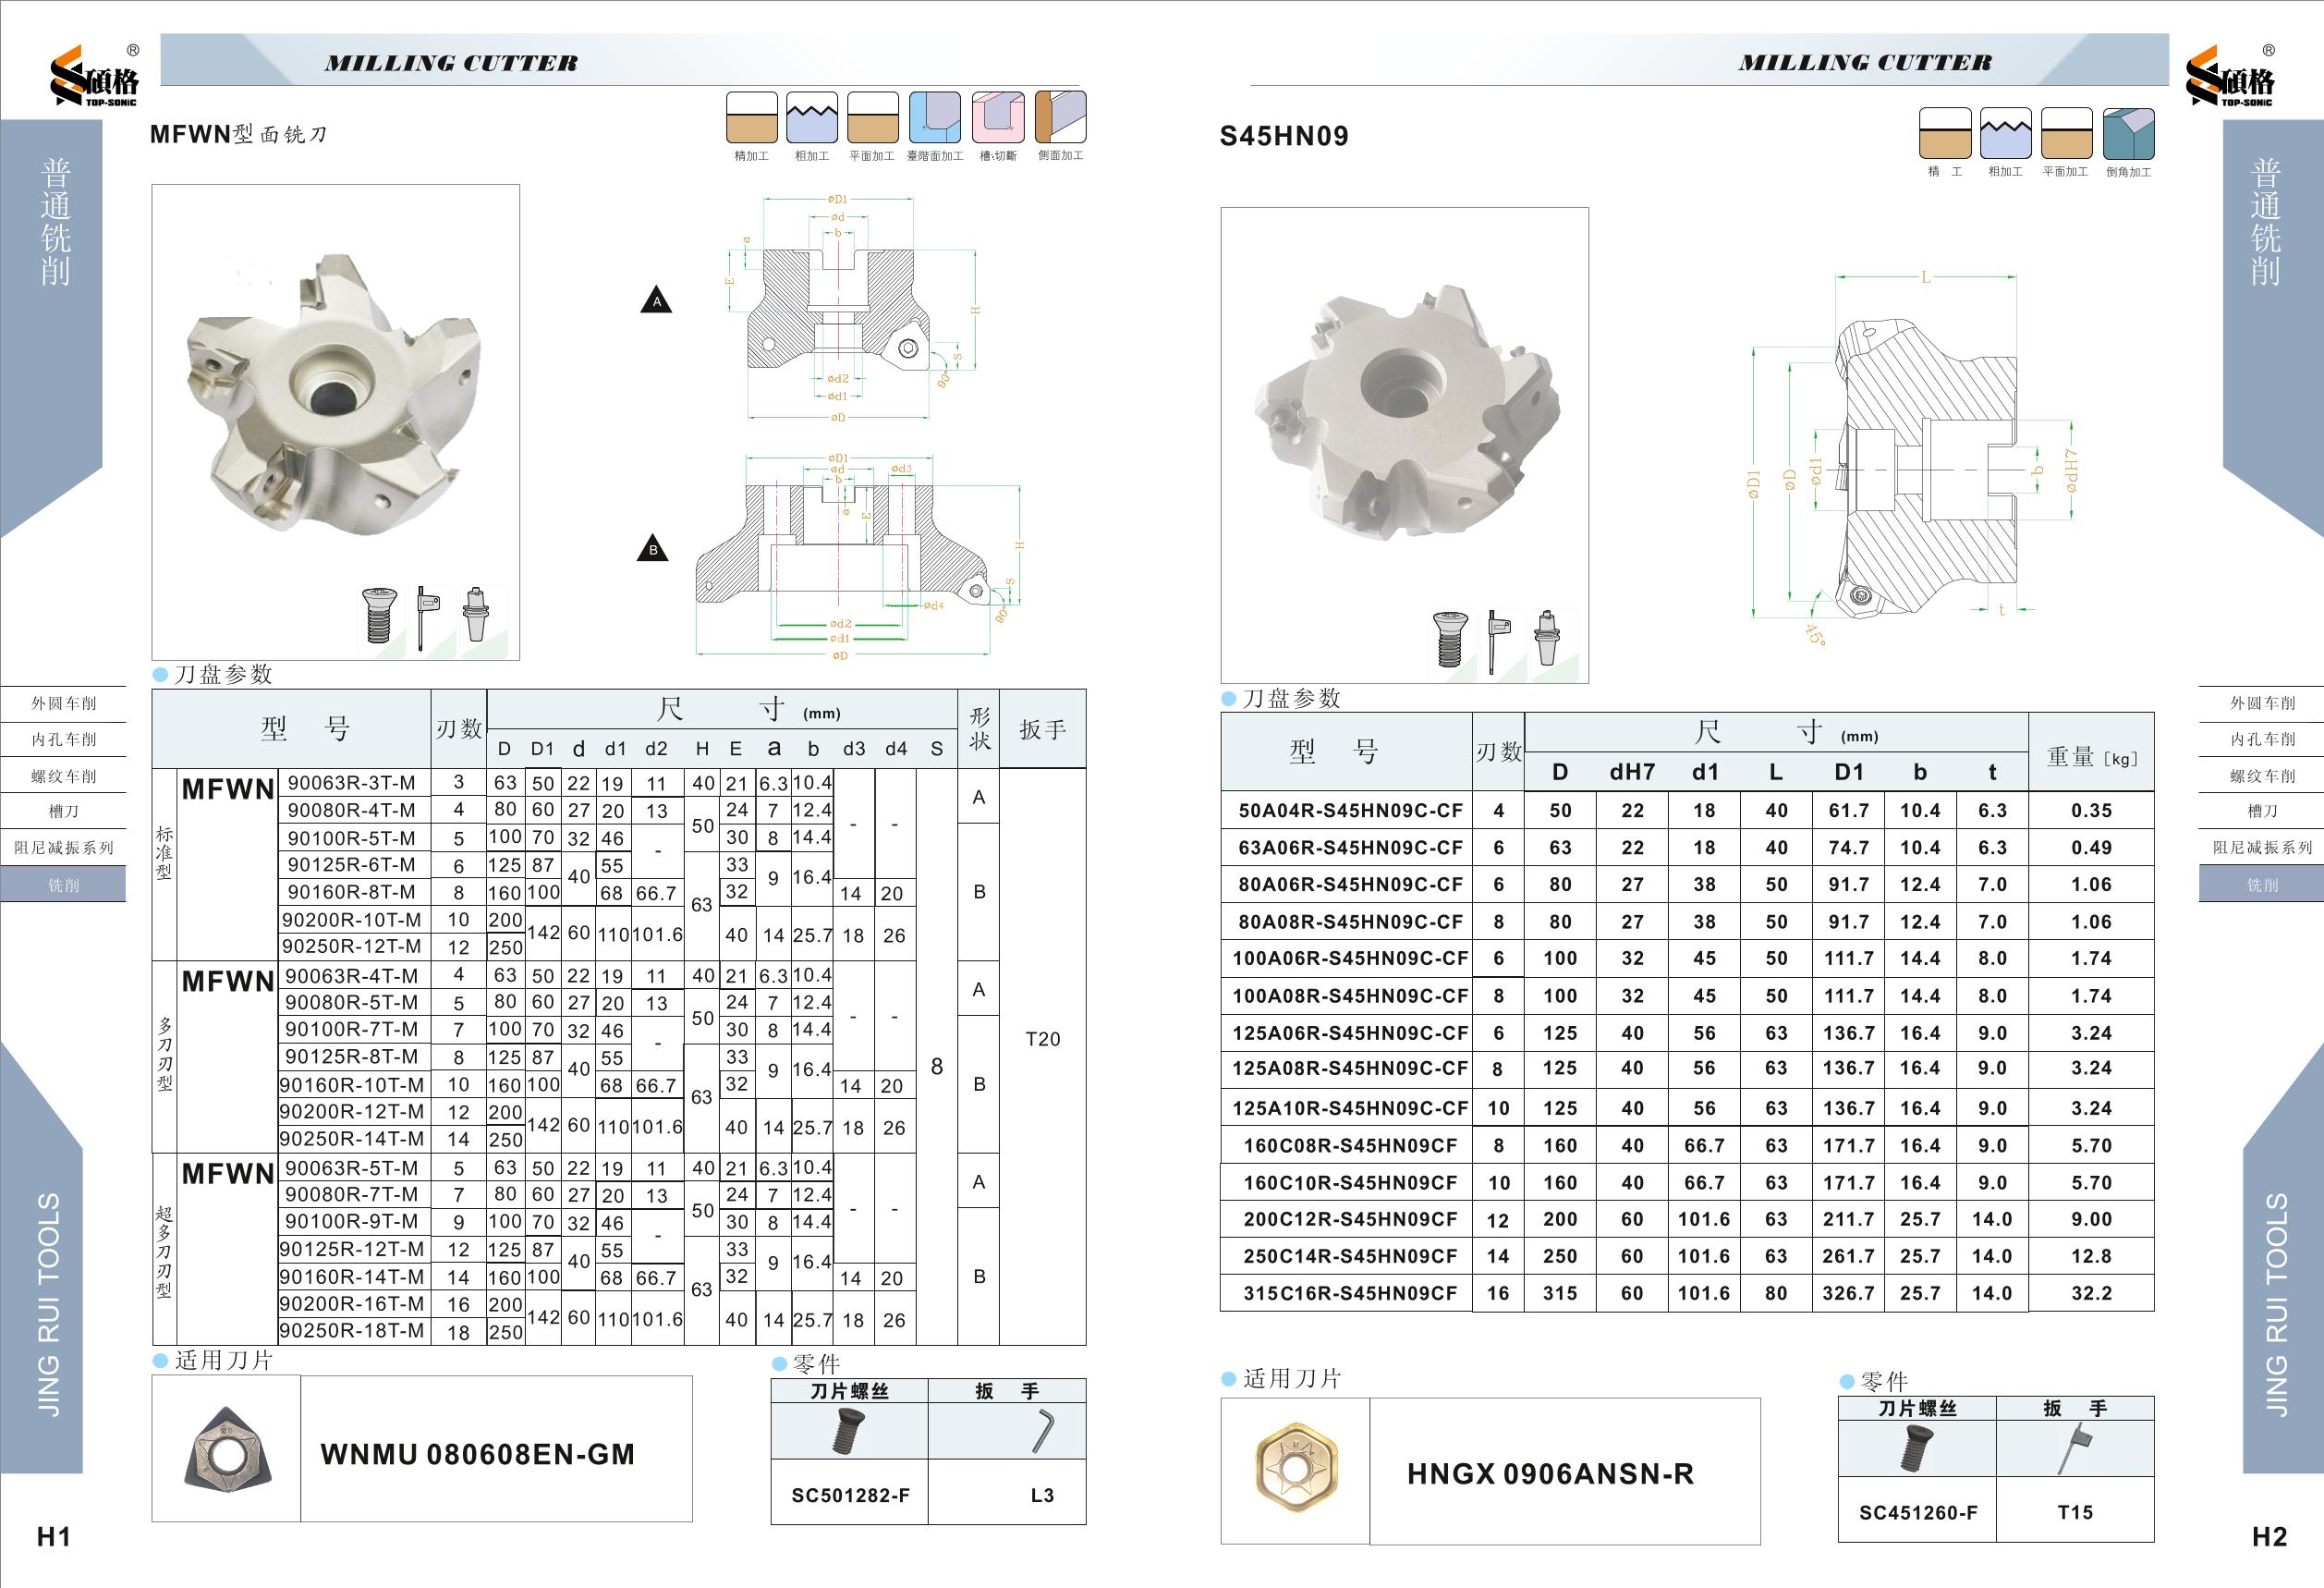 碩格
TOP-SONIC
®
MILLING CUTTER
MFWN型面铣刀
精加工 粗加工 平面加工 臺階面加工 槽、切斷 側面加工
普通铣削
A
øD1
ød
b
a
E
H
S
90°
ød2
ød1
øD
B
øD1
ød ød3
b
a
E
H
S
90°
ød4
ød2
ød1
øD
刀盘参数
型 号 刃数 尺 寸 (mm) 形状 扳手
D D1 d d1 d2 H E a b d3 d4 S
标准型 MFWN 90063R-3T-M 3 63 50 22 19 11 40 21 6.3 10.4 - - 8 A T20
90080R-4T-M 4 80 60 27 20 13 50 24 7 12.4
90100R-5T-M 5 100 70 32 46 - 30 8 14.4 B
90125R-6T-M 6 125 87 40 55 63 33 9 16.4
90160R-8T-M 8 160 100 68 66.7 32 14 20
90200R-10T-M 10 200 142 60 110 101.6 40 14 25.7 18 26
90250R-12T-M 12 250
多刀刃型 MFWN 90063R-4T-M 4 63 50 22 19 11 40 21 6.3 10.4 - - A
90080R-5T-M 5 80 60 27 20 13 50 24 7 12.4
90100R-7T-M 7 100 70 32 46 - 30 8 14.4 B
90125R-8T-M 8 125 87 40 55 63 33 9 16.4
90160R-10T-M 10 160 100 68 66.7 32 14 20
90200R-12T-M 12 200 142 60 110 101.6 40 14 25.7 18 26
90250R-14T-M 14 250
超多刀刃型 MFWN 90063R-5T-M 5 63 50 22 19 11 40 21 6.3 10.4 - - A
90080R-7T-M 7 80 60 27 20 13 50 24 7 12.4
90100R-9T-M 9 100 70 32 46 - 30 8 14.4 B
90125R-12T-M 12 125 87 40 55 63 33 9 16.4
90160R-14T-M 14 160 100 68 66.7 32 14 20
90200R-16T-M 16 200 142 60 110 101.6 40 14 25.7 18 26
90250R-18T-M 18 250
适用刀片
WNMU 080608EN-GM
零件
刀片螺丝 扳 手
SC501282-F L3
外圆车削
内孔车削
螺纹车削
槽刀
阻尼减振系列
铣削
JING RUI TOOLS
H1
MILLING CUTTER
碩格
TOP-SONIC
®
S45HN09
精 工 粗加工 平面加工 倒角加工
普通铣削
L
øD1
øD
ød1
b
ødH7
t
45°
刀盘参数
型 号 刃数 尺 寸 (mm) 重量 [kg]
D dH7 d1 L D1 b t
50A04R-S45HN09C-CF 4 50 22 18 40 61.7 10.4 6.3 0.35
63A06R-S45HN09C-CF 6 63 22 18 40 74.7 10.4 6.3 0.49
80A06R-S45HN09C-CF 6 80 27 38 50 91.7 12.4 7.0 1.06
80A08R-S45HN09C-CF 8 80 27 38 50 91.7 12.4 7.0 1.06
100A06R-S45HN09C-CF 6 100 32 45 50 111.7 14.4 8.0 1.74
100A08R-S45HN09C-CF 8 100 32 45 50 111.7 14.4 8.0 1.74
125A06R-S45HN09C-CF 6 125 40 56 63 136.7 16.4 9.0 3.24
125A08R-S45HN09C-CF 8 125 40 56 63 136.7 16.4 9.0 3.24
125A10R-S45HN09C-CF 10 125 40 56 63 136.7 16.4 9.0 3.24
160C08R-S45HN09CF 8 160 40 66.7 63 171.7 16.4 9.0 5.70
160C10R-S45HN09CF 10 160 40 66.7 63 171.7 16.4 9.0 5.70
200C12R-S45HN09CF 12 200 60 101.6 63 211.7 25.7 14.0 9.00
250C14R-S45HN09CF 14 250 60 101.6 63 261.7 25.7 14.0 12.8
315C16R-S45HN09CF 16 315 60 101.6 80 326.7 25.7 14.0 32.2
适用刀片
HNGX 0906ANSN-R
零件
刀片螺丝 扳 手
SC451260-F T15
外圆车削
内孔车削
螺纹车削
槽刀
阻尼减振系列
铣削
JING RUI TOOLS
H2